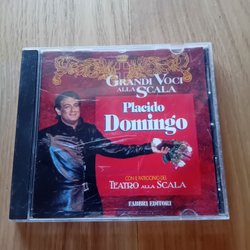 GRANDI VOCI
ALLA SCALA
Placido
Domingo
CON IL PATROCINIO DEL
TEATRO ALLA SCALA
FABBRI EDITORI